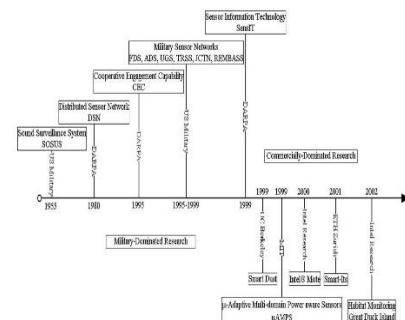 Sensor Information Technology
SensIT
Military Sensor Networks
FDS, ADS, UGS, TRSS, JCTN, REMBASS
Cooperative Engagement Capability
CEC
Distributed Sensor Network
DSN
Sound Surveillance System
SOSUS
US Military
DARPA
DARPA
US Military
DARPA
Commercially-Dominated Research
1955
1980
1995
1995-1999
1999
1999
1999
2000
2001
2002
Military-Dominated Research
UC Berkeley
MIT
Intel Research
ETH Zurich
Intel Research
Smart Dust
Intel® Mote
Smart-Its
Habitat Monitoring
Great Duck Island
µ-Adaptive Multi-domain Power aware Sensors
µAMPS